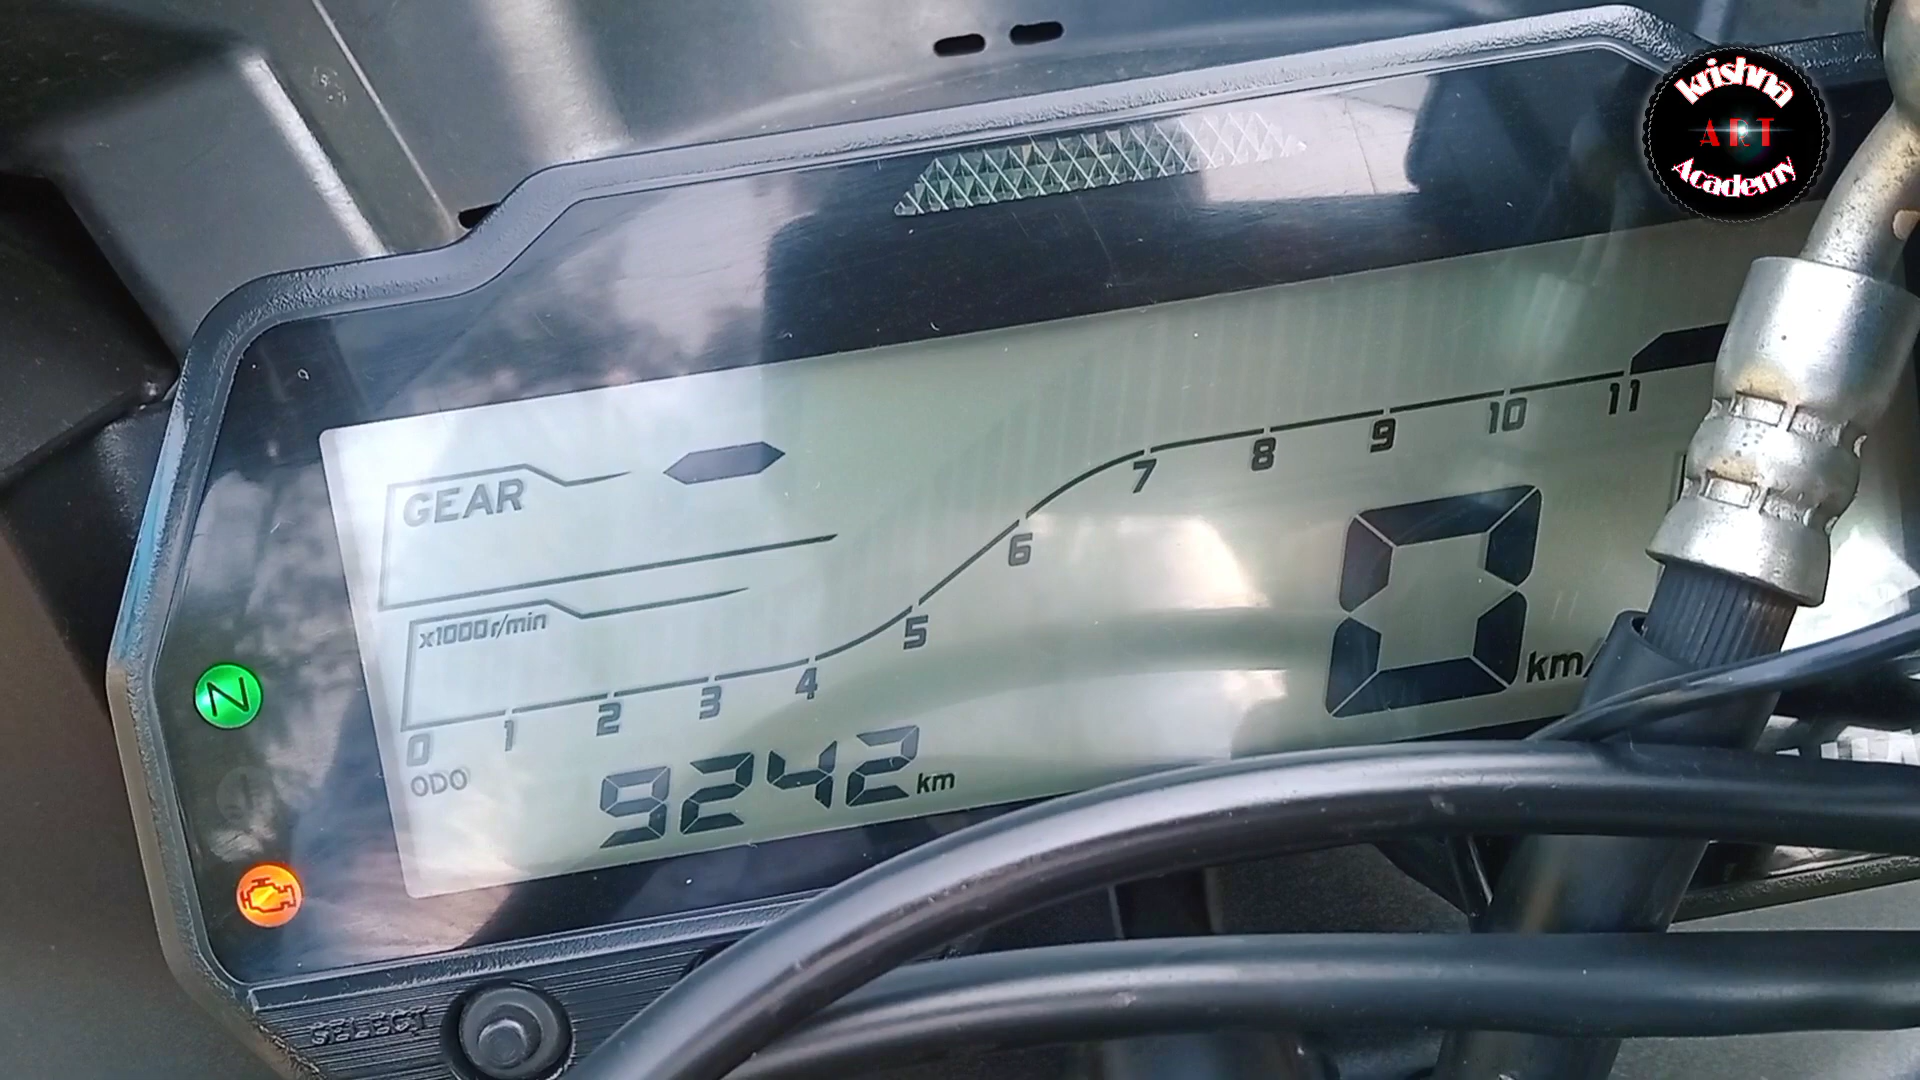 krishna
ART
Academy
GEAR
x1000 r/min
0 1 2 3 4 5 6 7 8 9 10 11
0 km/
ODO
9242 km
N
SELECT